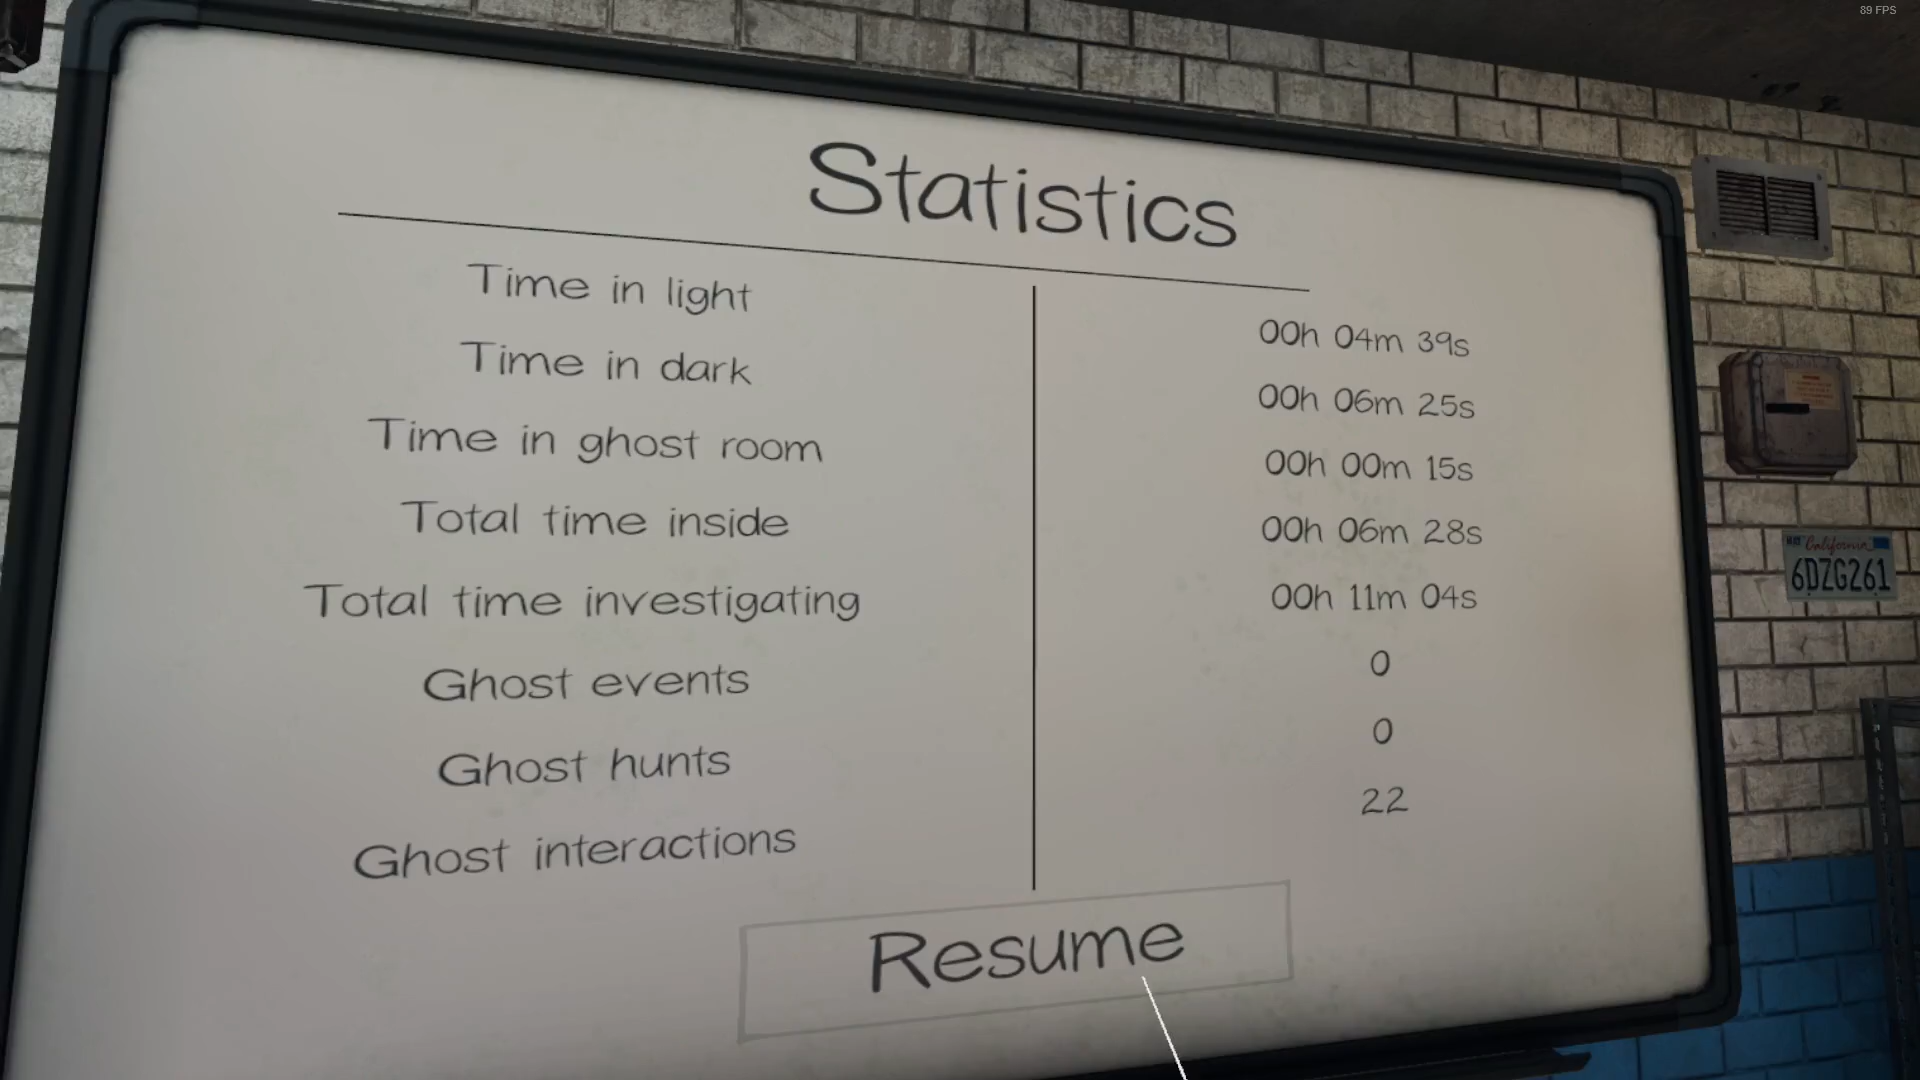 89 FPS
Statistics
Time in light 00h 04m 39s
Time in dark 00h 06m 25s
Time in ghost room 00h 00m 15s
Total time inside 00h 06m 28s
Total time investigating 00h 11m 04s
Ghost events 0
Ghost hunts 0
Ghost interactions 22
Resume
California
6DZG261